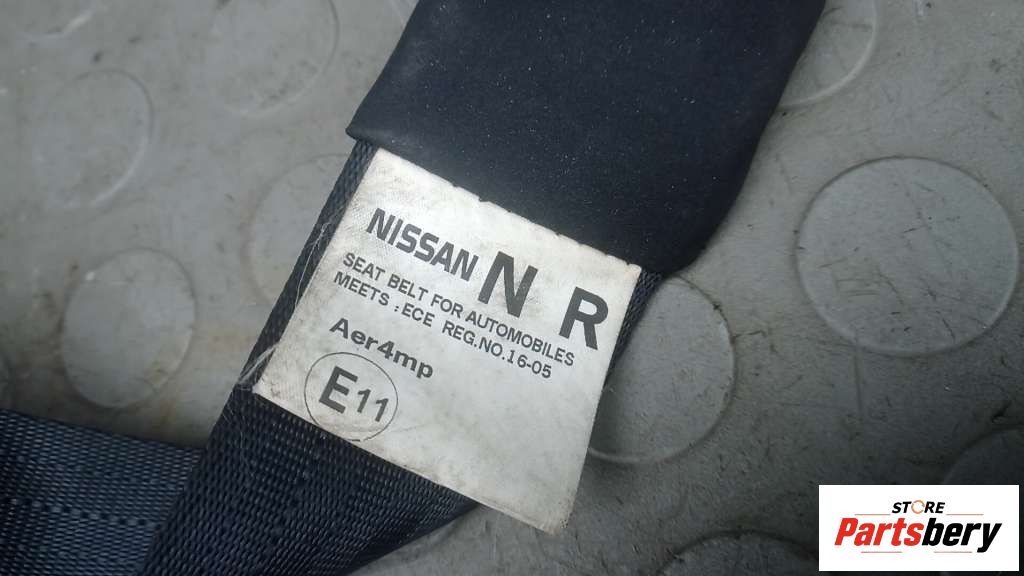 NISSAN N R
SEAT BELT FOR AUTOMOBILES
MEETS : ECE REG.NO.16-05
Aer4mp
E11
STORE
Partsbery